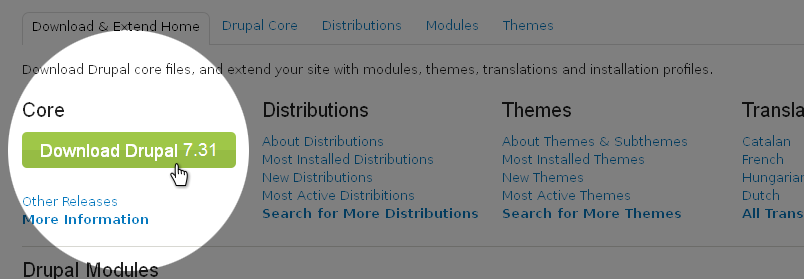 Download & Extend Home Drupal Core Distributions Modules Themes
Download Drupal core files, and extend your site with modules, themes, translations and installation profiles.
Core
Download Drupal 7.31
Other Releases
More Information
Distributions
About Distributions
Most Installed Distributions
New Distributions
Most Active Distribitions
Search for More Distributions
Themes
About Themes & Subthemes
Most Installed Themes
New Themes
Most Active Themes
Search for More Themes
Transla
Catalan
French
Hungarian
Dutch
All Trans
Drupal Modules